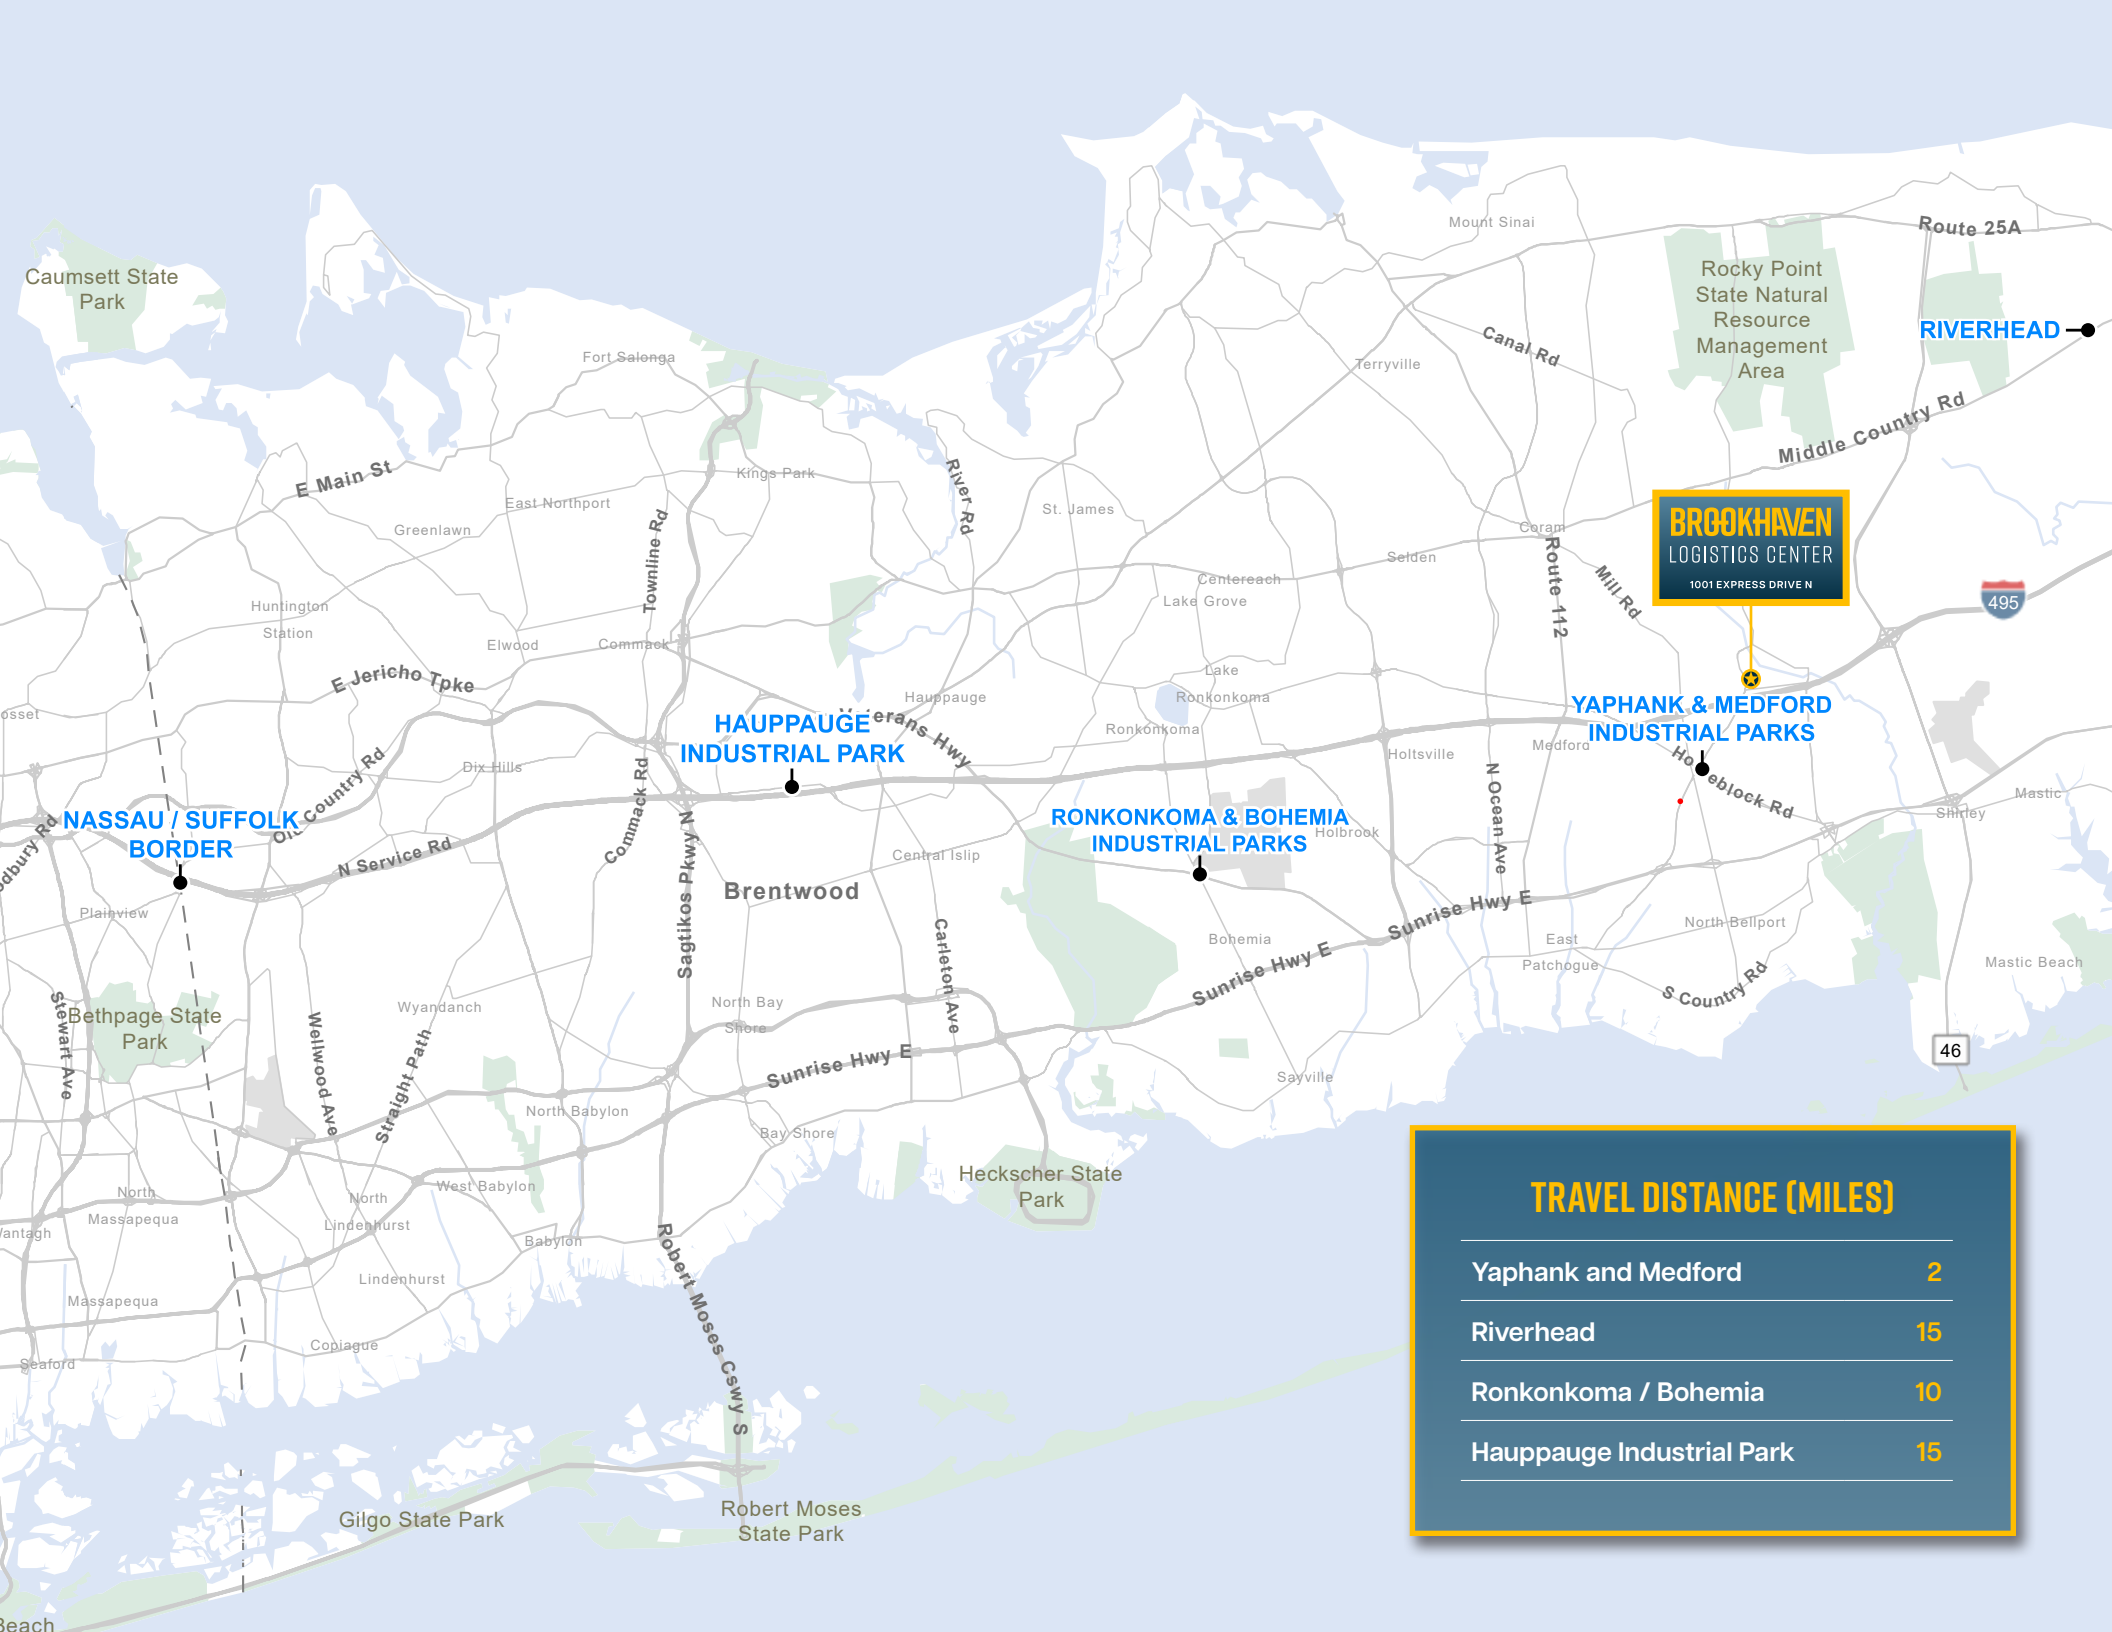 Caumsett State
Park
Fort Salonga
Mount Sinai
Route 25A
Rocky Point
State Natural
Resource
Management
Area
RIVERHEAD
Canal Rd
Terryville
Middle Country Rd
E Main St
Kings Park
River Rd
East Northport
Greenlawn
Townline Rd
St. James
Coram
Selden
Route 112
Mill Rd
BROOKHAVEN
LOGISTICS CENTER
1001 EXPRESS DRIVE N
495
Centereach
Lake Grove
Huntington
Station
Elwood
Commack
E Jericho Tpke
Hauppauge
Lake
Ronkonkoma
Ronkonkoma
Veterans Hwy
HAUPPAUGE
INDUSTRIAL PARK
YAPHANK & MEDFORD
INDUSTRIAL PARKS
Medford
Holtsville
Horseblock Rd
Dix Hills
Old Country Rd
Commack Rd
N Ocean Ave
NASSAU / SUFFOLK
BORDER
N Service Rd
RONKONKOMA & BOHEMIA
INDUSTRIAL PARKS
Holbrook
Mastic
Shirley
Central Islip
Brentwood
N
Sagtikos Pkwy
Plainview
Carleton Ave
Bohemia
Sunrise Hwy E
Sunrise Hwy E
East
Patchogue
North Bellport
S Country Rd
Mastic Beach
46
Stewart Ave
Bethpage State
Park
Wellwood Ave
Straight Path
Wyandanch
North Bay
Shore
Sunrise Hwy E
Sayville
North Babylon
Bay Shore
West Babylon
Heckscher State
Park
North
Massapequa
North
Lindenhurst
Babylon
Lindenhurst
Massapequa
Copiague
Seaford
Robert Moses Cswy S
Gilgo State Park
Robert Moses
State Park
Beach
TRAVEL DISTANCE (MILES)
Yaphank and Medford 2
Riverhead 15
Ronkonkoma / Bohemia 10
Hauppauge Industrial Park 15